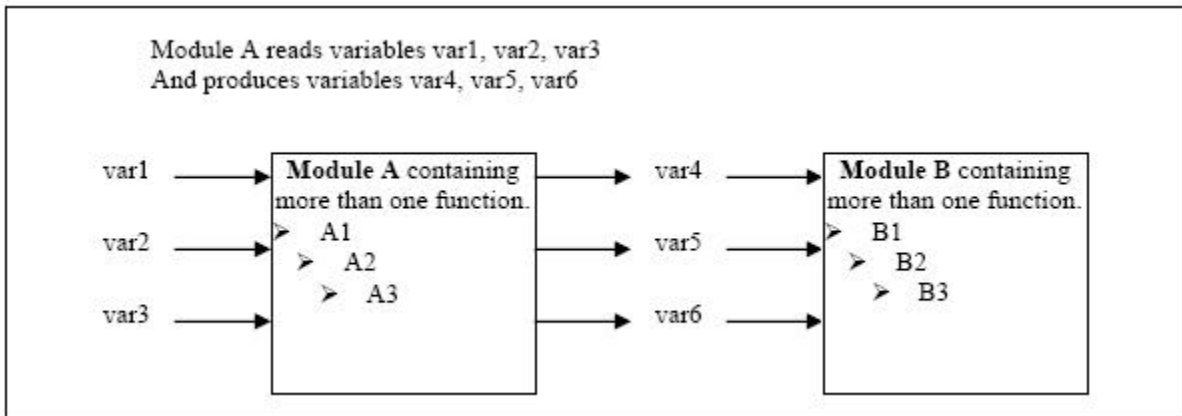 Module A reads variables var1, var2, var3
And produces variables var4, var5, var6
var1
var2
var3
Module A containing
more than one function.
➢ A1
➢ A2
➢ A3
var4
var5
var6
Module B containing
more than one function.
➢ B1
➢ B2
➢ B3